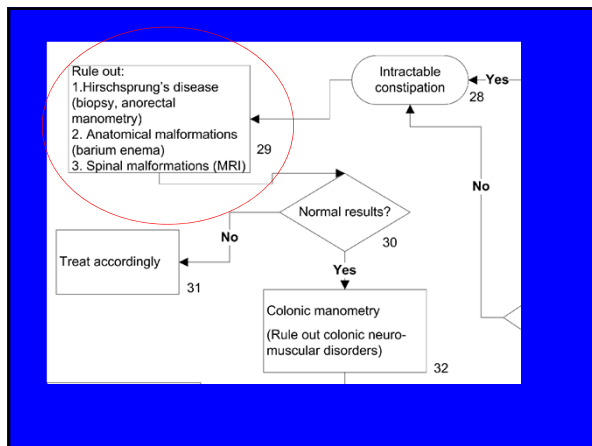 Rule out:
1.Hirschsprung's disease
(biopsy, anorectal
manometry)
2. Anatomical malformations
(barium enema)
3. Spinal malformations (MRI)
29
Intractable
constipation
28
Yes
No
Normal results?
30
No
Yes
Treat accordingly
31
Colonic manometry
(Rule out colonic neuro-
muscular disorders)
32